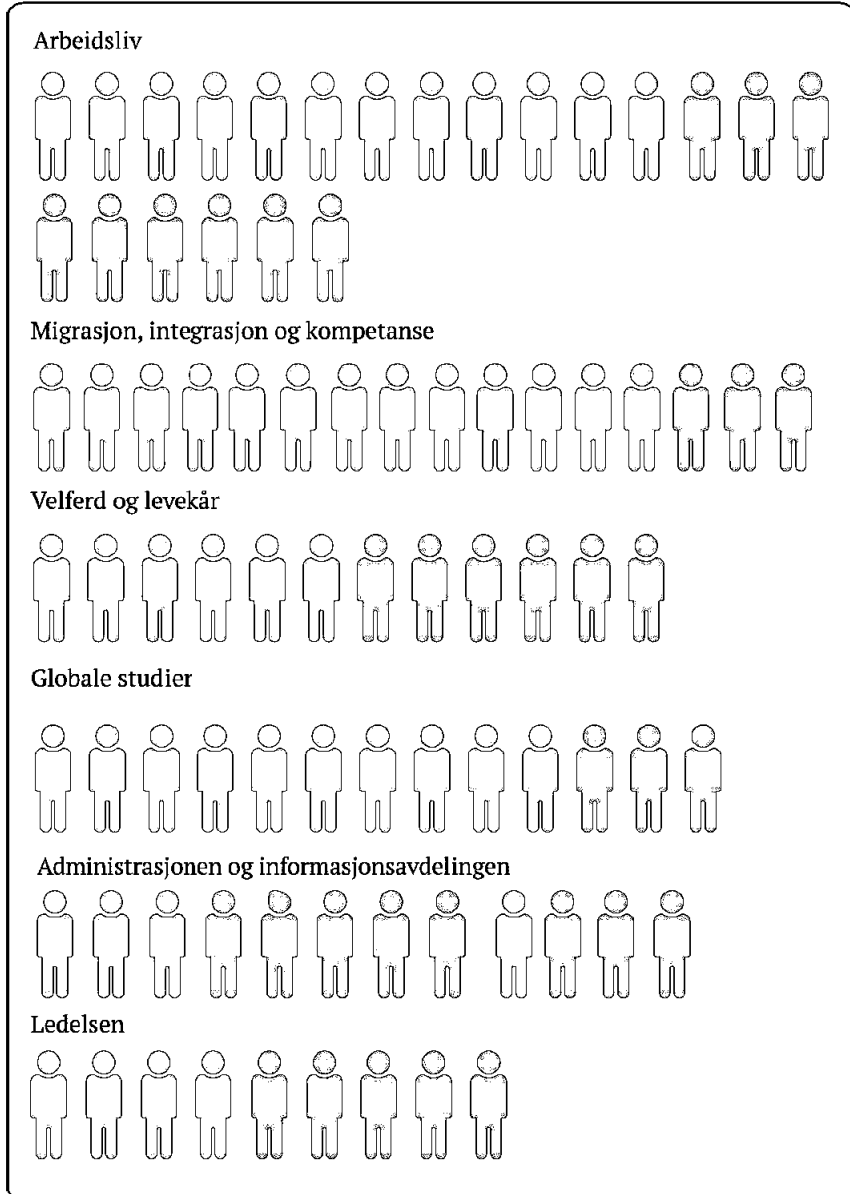 Arbeidsliv
Migrasjon, integrasjon og kompetanse
Velferd og levekår
Globale studier
Administrasjonen og informasjonsavdelingen
Ledelsen